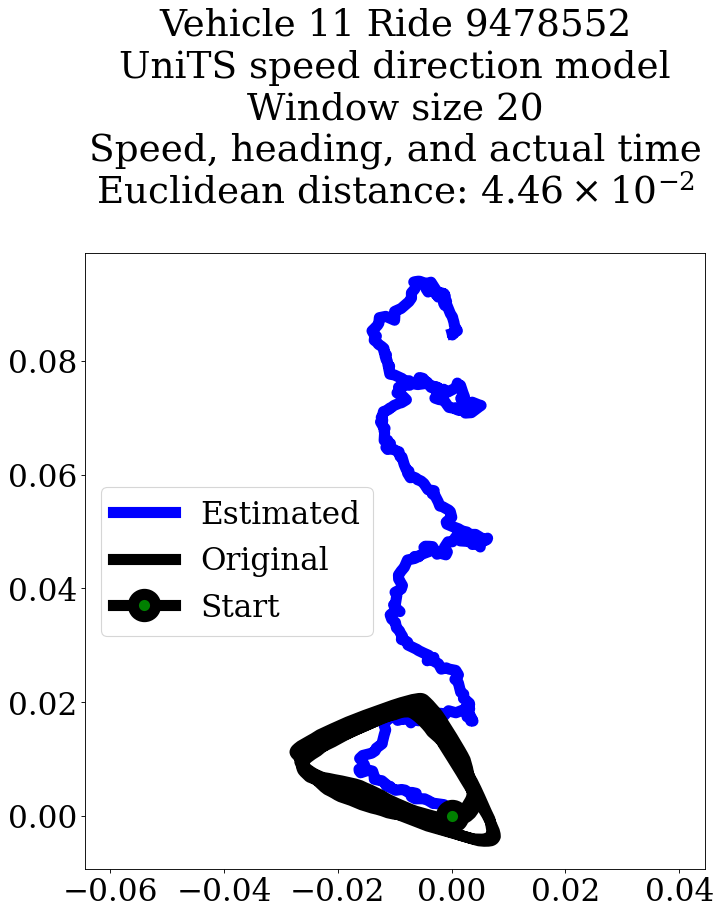 Vehicle 11 Ride 9478552
UniTS speed direction model
Window size 20
Speed, heading, and actual time
Euclidean distance: 4.46 × 10⁻²
0.08
0.06
Estimated
Original
0.04
Start
0.02
0.00
−0.06 −0.04 −0.02 0.00 0.02 0.04